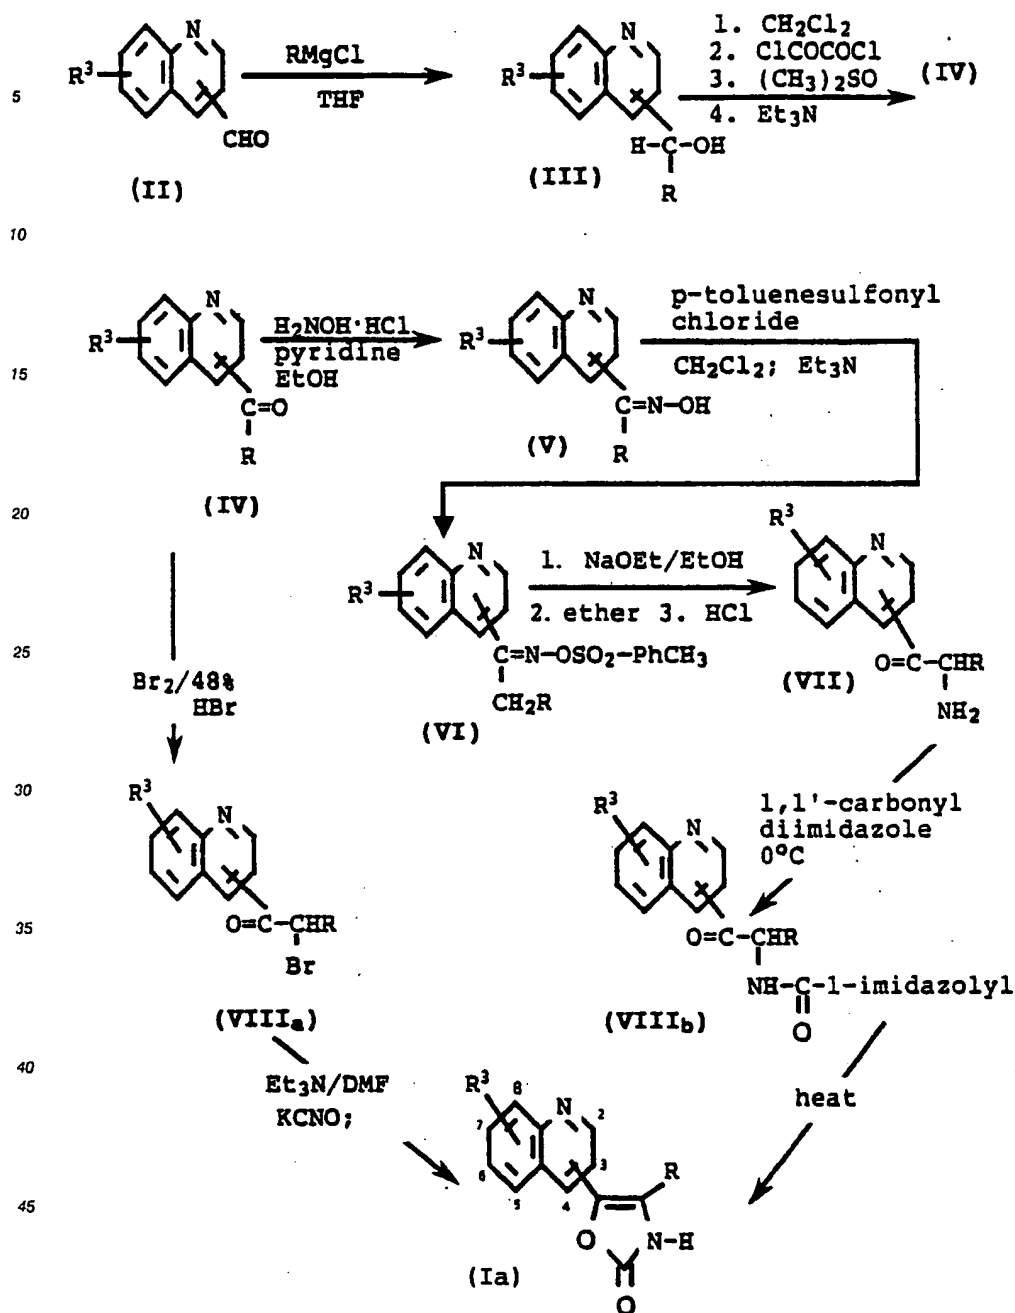 N
R³
CHO
(II)
RMgCl
THF
N
R³
H-C-OH
R
(III)
1. CH₂Cl₂
2. ClCOCOCl
3. (CH₃)₂SO
4. Et₃N
(IV)
5
10
N
R³
C=O
R
(IV)
H₂NOH·HCl
pyridine
EtOH
N
R³
C=N-OH
R
(V)
p-toluenesulfonyl
chloride
CH₂Cl₂; Et₃N
15
20
N
R³
C=N-OSO₂-PhCH₃
CH₂R
(VI)
1. NaOEt/EtOH
2. ether 3. HCl
R³
N
O=C-CHR
NH₂
(VII)
25
Br₂/48%
HBr
30
R³
N
O=C-CHR
Br
(VIIIₐ)
R³
N
O=C-CHR
NH-C-1-imidazolyl
O
(VIII_b)
1,1'-carbonyl
diimidazole
0°C
35
40
Et₃N/DMF
KCNO;
heat
R³
8
N
7
2
6
3
5
4
R
O
N-H
O
(Ia)
45